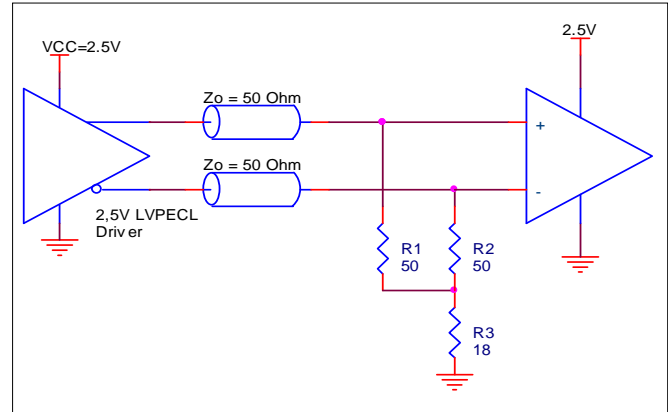 VCC=2.5V
2.5V
Zo = 50 Ohm
+
Zo = 50 Ohm
-
2,5V LVPECL
Driver
R1
50
R2
50
R3
18